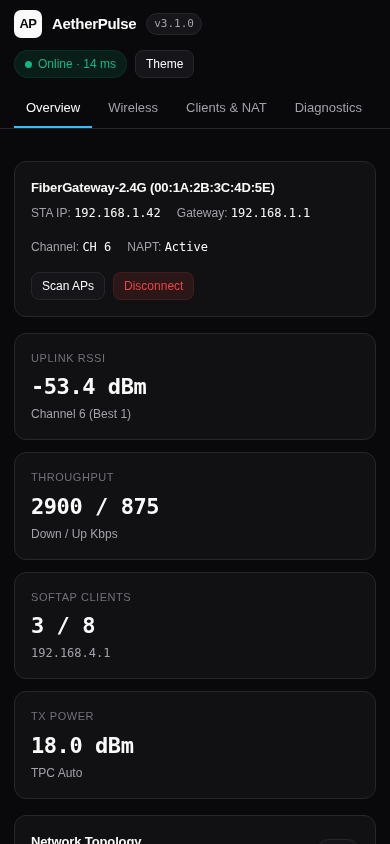 AP AetherPulse v3.1.0
Online · 14 ms Theme
Overview Wireless Clients & NAT Diagnostics
FiberGateway-2.4G (00:1A:2B:3C:4D:5E)
STA IP: 192.168.1.42 Gateway: 192.168.1.1
Channel: CH 6 NAPT: Active
Scan APs Disconnect
UPLINK RSSI
-53.4 dBm
Channel 6 (Best 1)
THROUGHPUT
2900 / 875
Down / Up Kbps
SOFTAP CLIENTS
3 / 8
192.168.4.1
TX POWER
18.0 dBm
TPC Auto
Network Topology